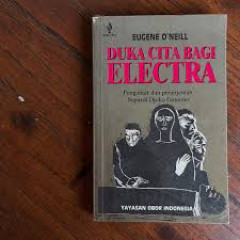 EUGENE O'NEILL
DUKA CITA BAGI
ELECTRA
Pengantar dan penerjemah
Sapardi Djoko Damono
YAYASAN OBOR INDONESIA